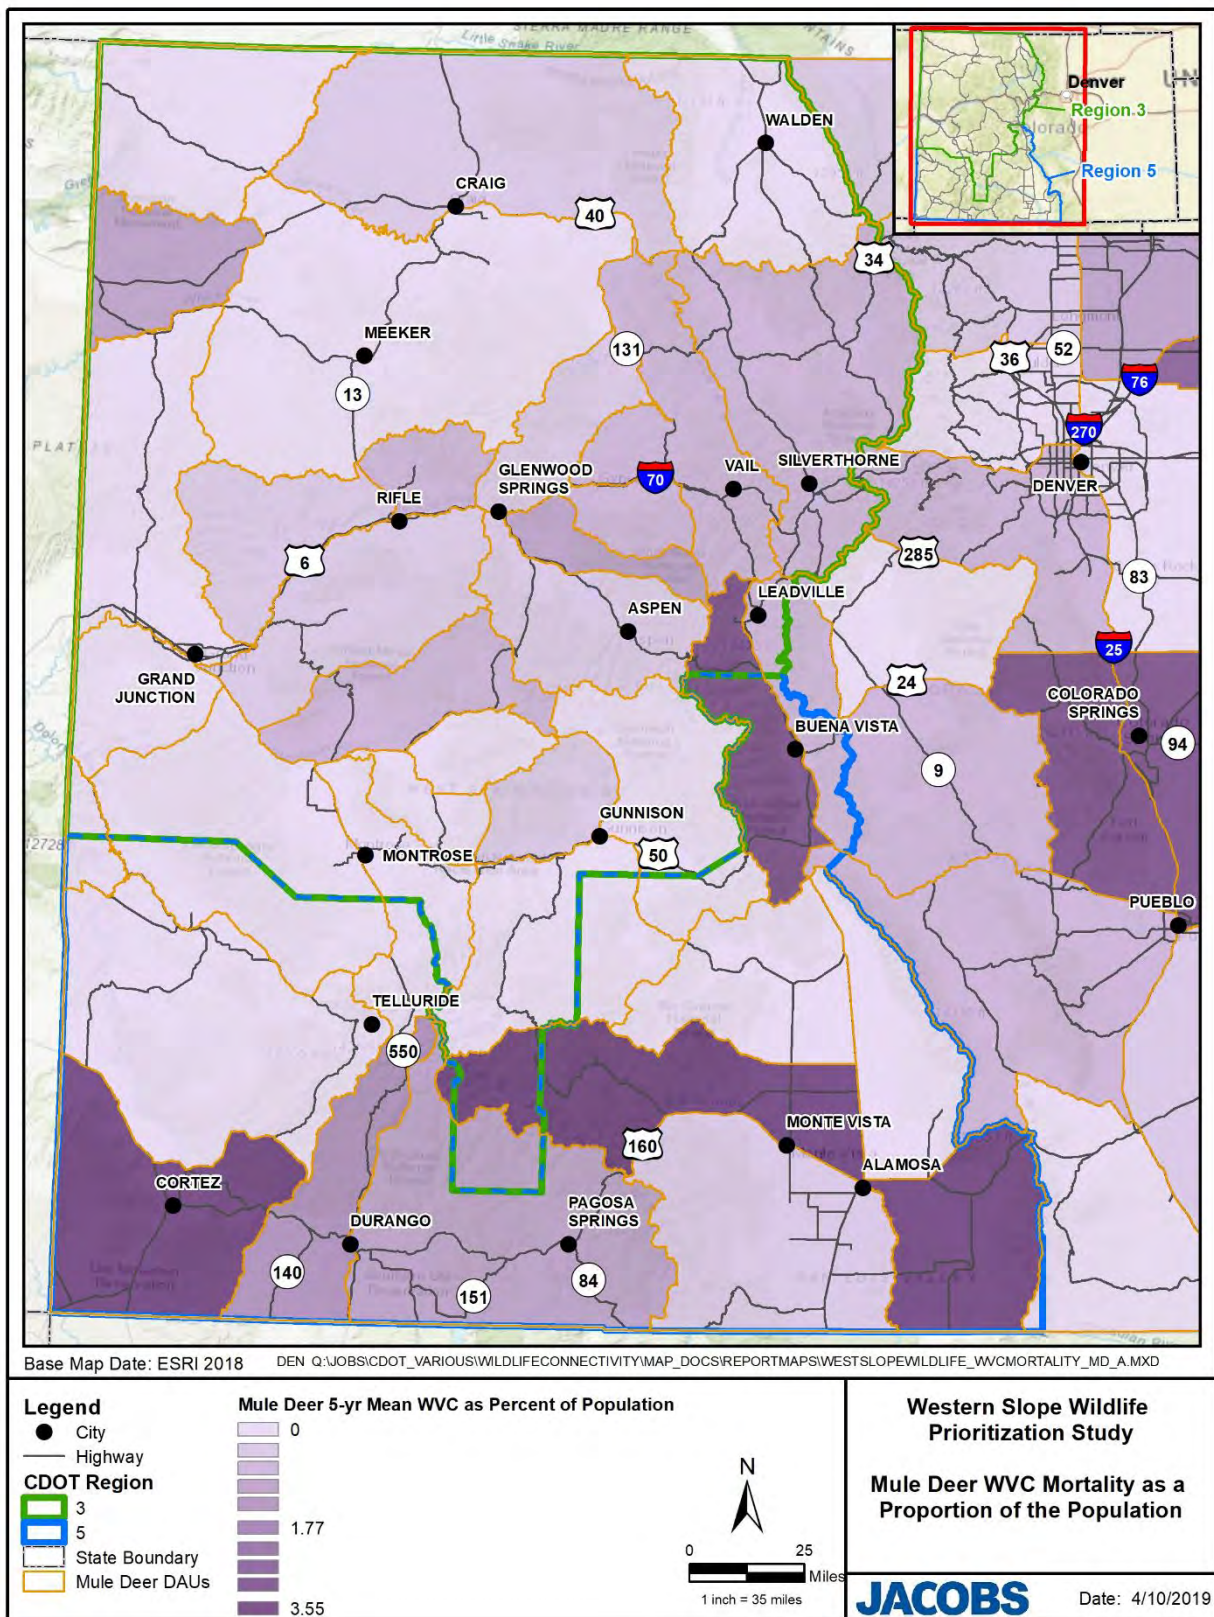 SIERRA MADRE RANGE
Little Snake River
Denver
Region 3
Region 5
WALDEN
CRAIG
40
34
MEEKER
131
36
52
76
13
PLAT
270
GLENWOOD
SPRINGS
70
VAIL
SILVERTHORNE
DENVER
RIFLE
6
285
83
LEADVILLE
ASPEN
25
GRAND
JUNCTION
24
COLORADO
SPRINGS
BUENA VISTA
94
9
GUNNISON
12728
MONTROSE
50
PUEBLO
TELLURIDE
550
MONTE VISTA
160
ALAMOSA
CORTEZ
PAGOSA
SPRINGS
DURANGO
140
84
151
Base Map Date: ESRI 2018
DEN Q:\JOBS\CDOT_VARIOUS\WILDLIFECONNECTIVITY\MAP_DOCS\REPORTMAPS\WESTSLOPEWILDLIFE_WVCMORTALITY_MD_A.MXD
Legend
City
Highway
CDOT Region
3
5
State Boundary
Mule Deer DAUs
Mule Deer 5-yr Mean WVC as Percent of Population
0
1.77
3.55
N
0 25
Miles
1 inch = 35 miles
Western Slope Wildlife
Prioritization Study
Mule Deer WVC Mortality as a
Proportion of the Population
JACOBS
Date: 4/10/2019